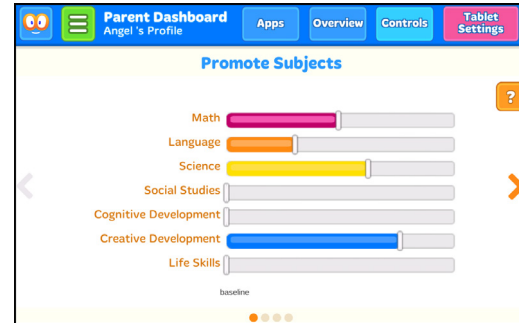 Parent Dashboard
Angel 's Profile
Apps
Overview
Controls
Tablet
Settings
Promote Subjects
?
Math
Language
Science
Social Studies
Cognitive Development
Creative Development
Life Skills
baseline